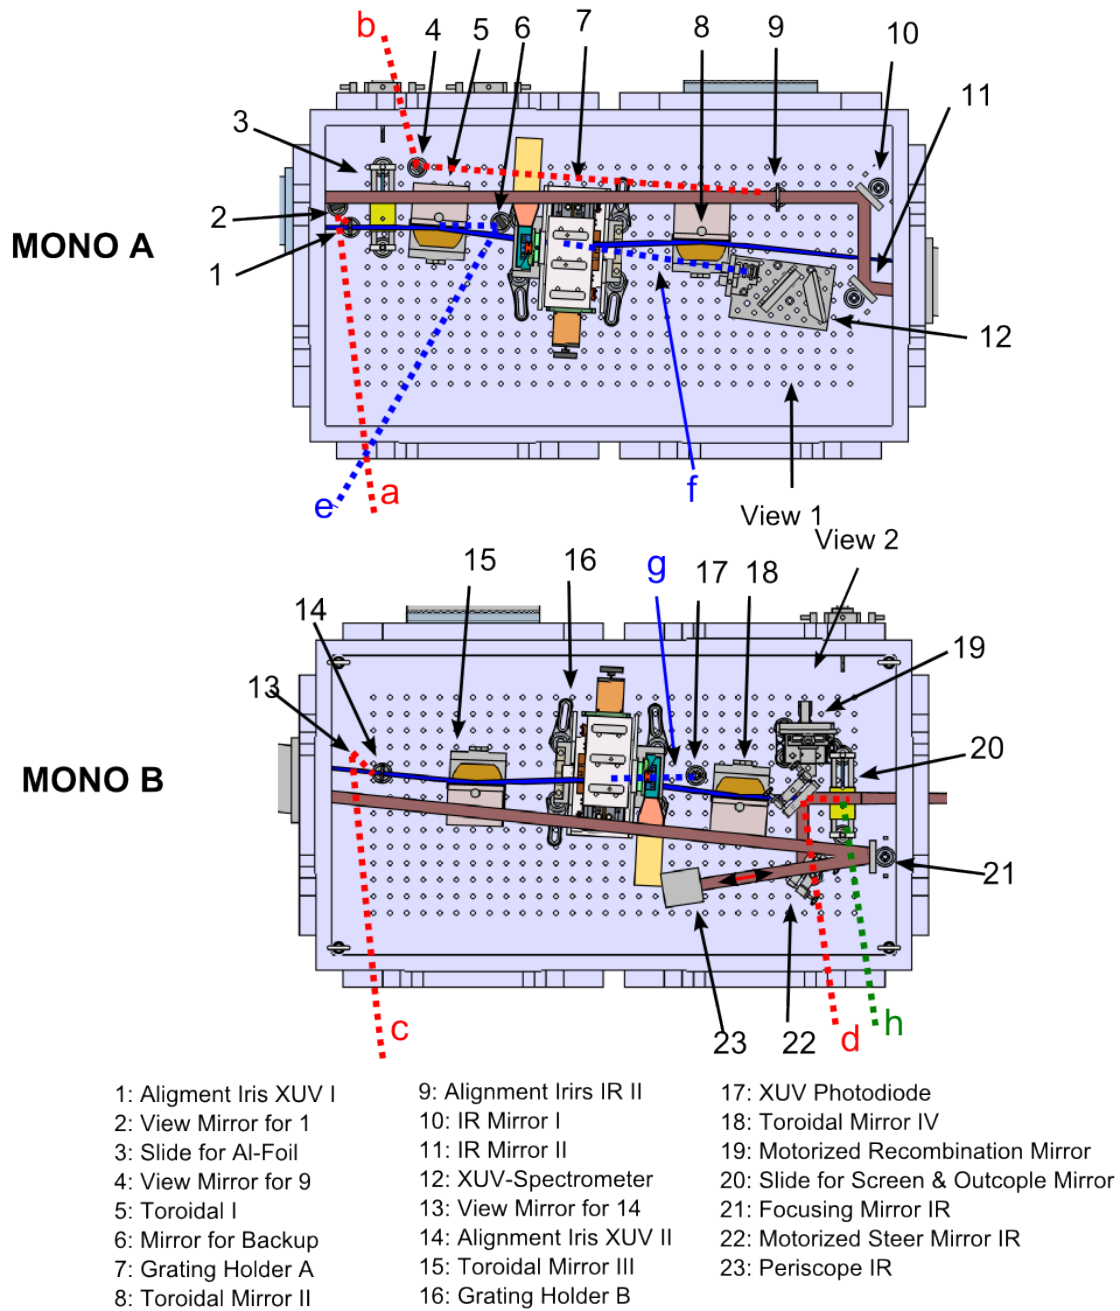 b
4
5
6
7
8
9
10
11
3
2
1
MONO A
12
e
a
f
View 1
View 2
15
16
g
17
18
14
19
13
20
MONO B
21
c
23
22
d
h
1: Aligment Iris XUV I
2: View Mirror for 1
3: Slide for Al-Foil
4: View Mirror for 9
5: Toroidal I
6: Mirror for Backup
7: Grating Holder A
8: Toroidal Mirror II
9: Alignment Irirs IR II
10: IR Mirror I
11: IR Mirror II
12: XUV-Spectrometer
13: View Mirror for 14
14: Alignment Iris XUV II
15: Toroidal Mirror III
16: Grating Holder B
17: XUV Photodiode
18: Toroidal Mirror IV
19: Motorized Recombination Mirror
20: Slide for Screen & Outcople Mirror
21: Focusing Mirror IR
22: Motorized Steer Mirror IR
23: Periscope IR